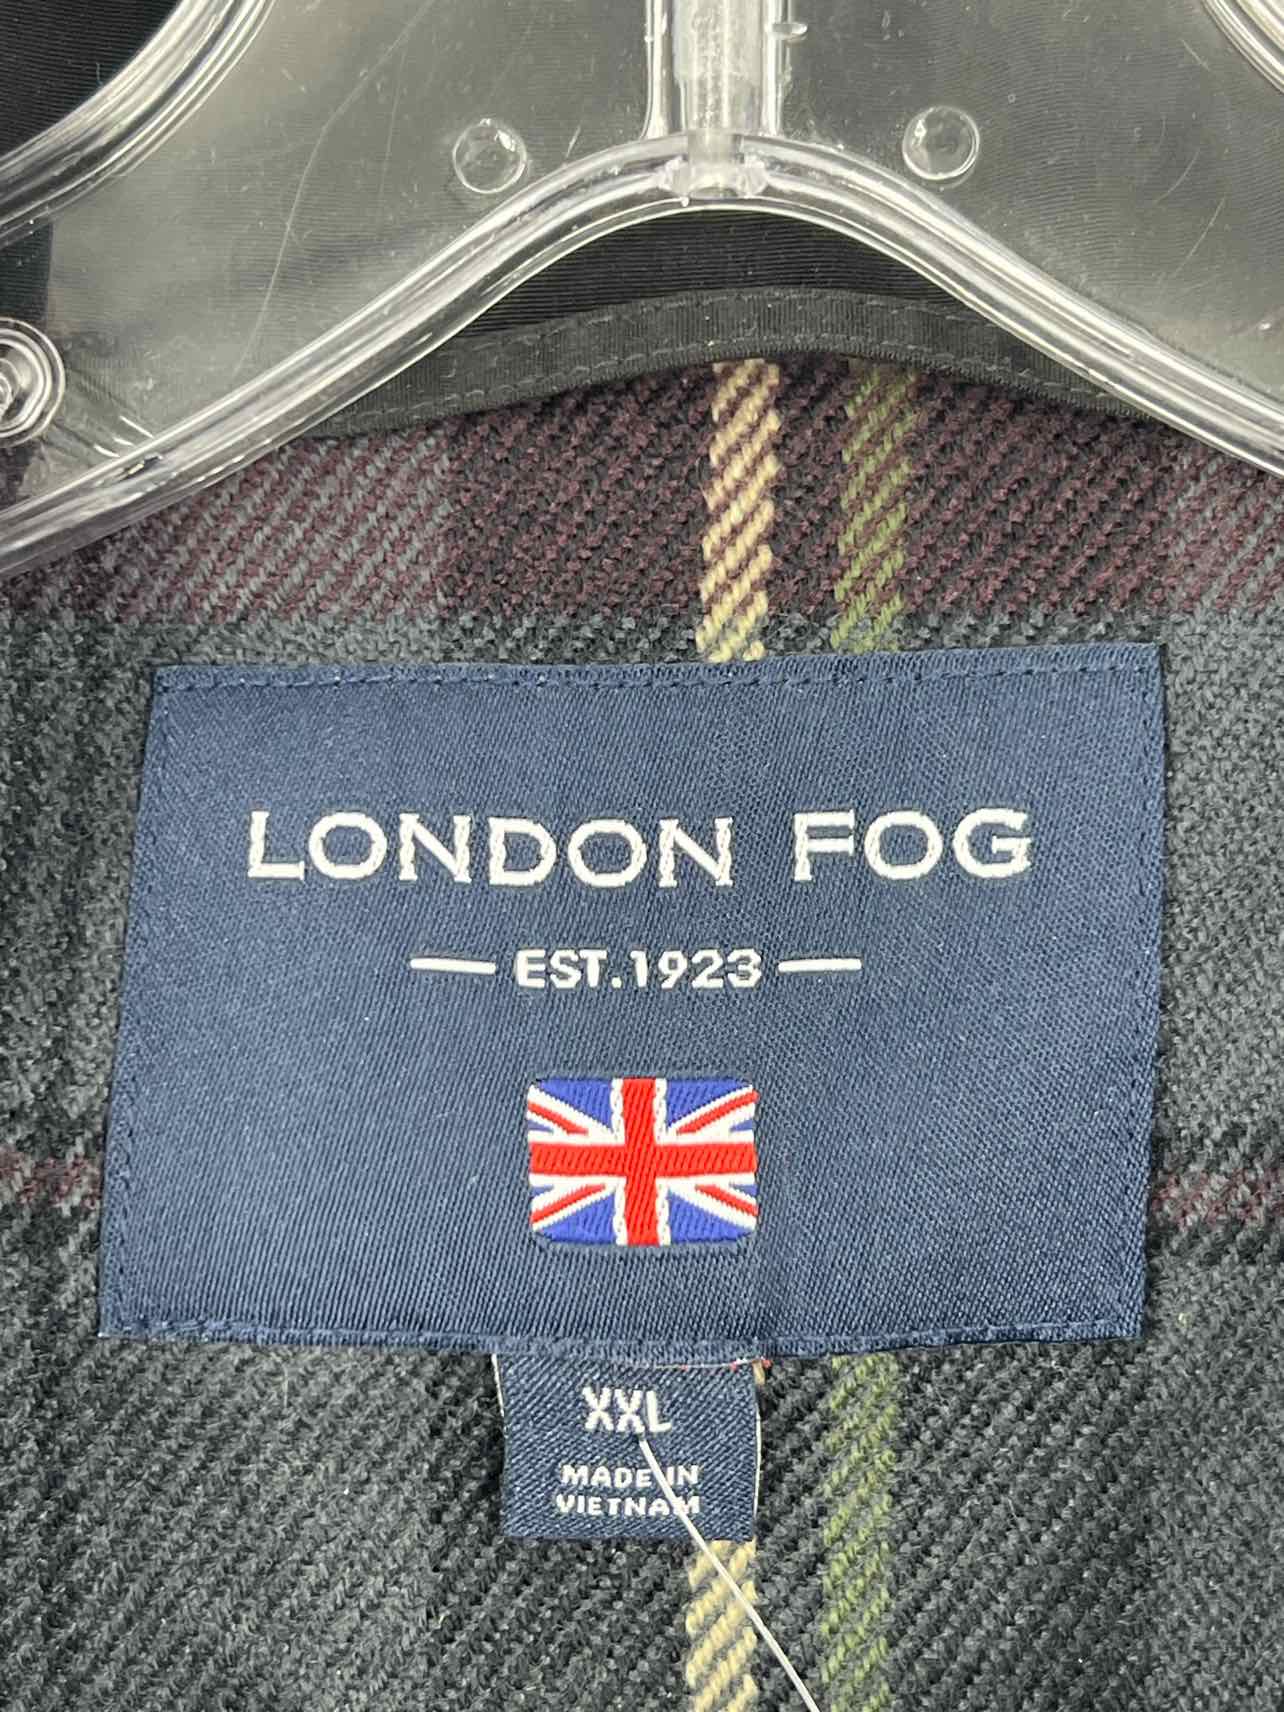 LONDON FOG
EST.1923
XXL
MADE IN
VIETNAM